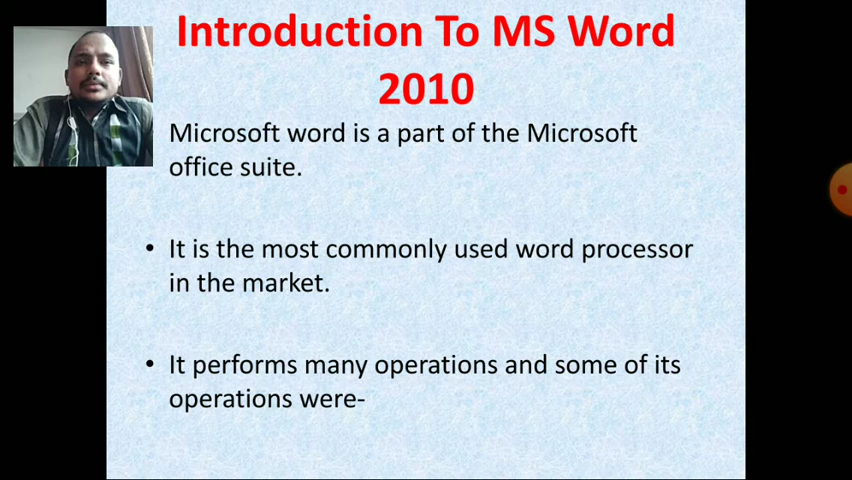 Introduction To MS Word
2010
Microsoft word is a part of the Microsoft
office suite.
• It is the most commonly used word processor
in the market.
• It performs many operations and some of its
operations were-